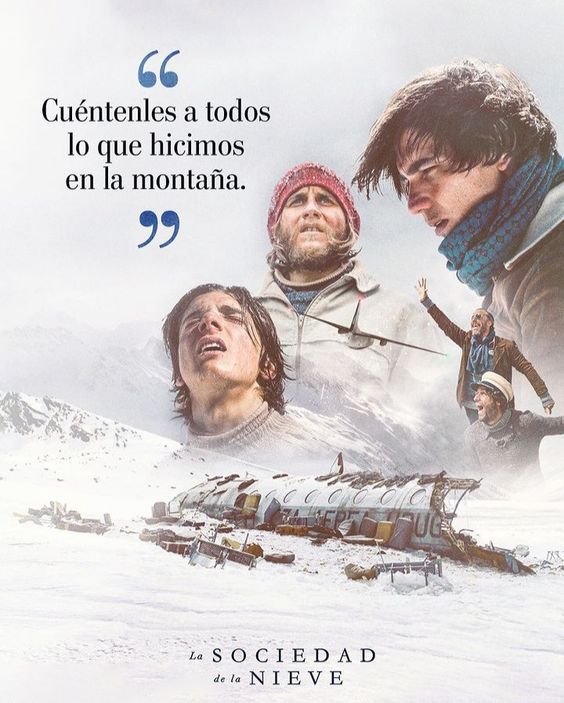 “
Cuéntenles a todos
lo que hicimos
en la montaña.
”
La SOCIEDAD
de la NIEVE